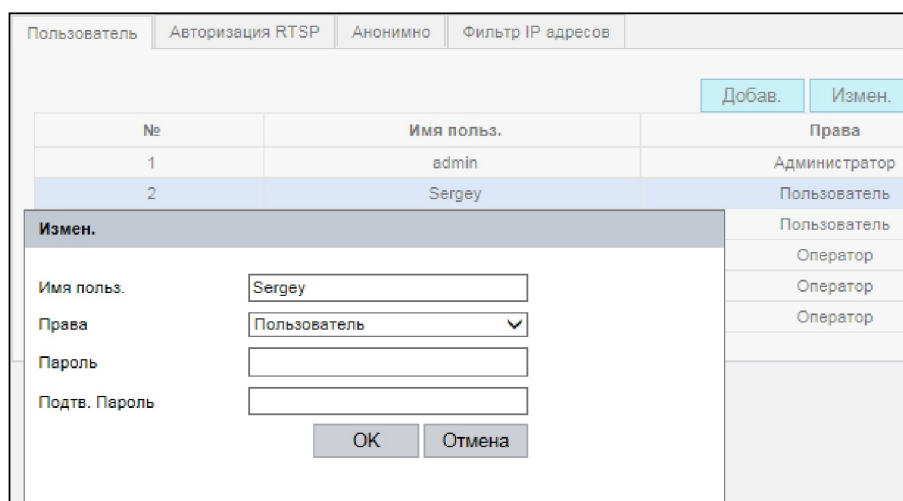 Пользователь Авторизация RTSP Анонимно Фильтр IP адресов
Добав. Измен.
№ Имя польз. Права
1 admin Администратор
2 Sergey Пользователь
Пользователь
Оператор
Оператор
Оператор
Измен.
Имя польз. Sergey
Права Пользователь
Пароль
Подтв. Пароль
OK Отмена